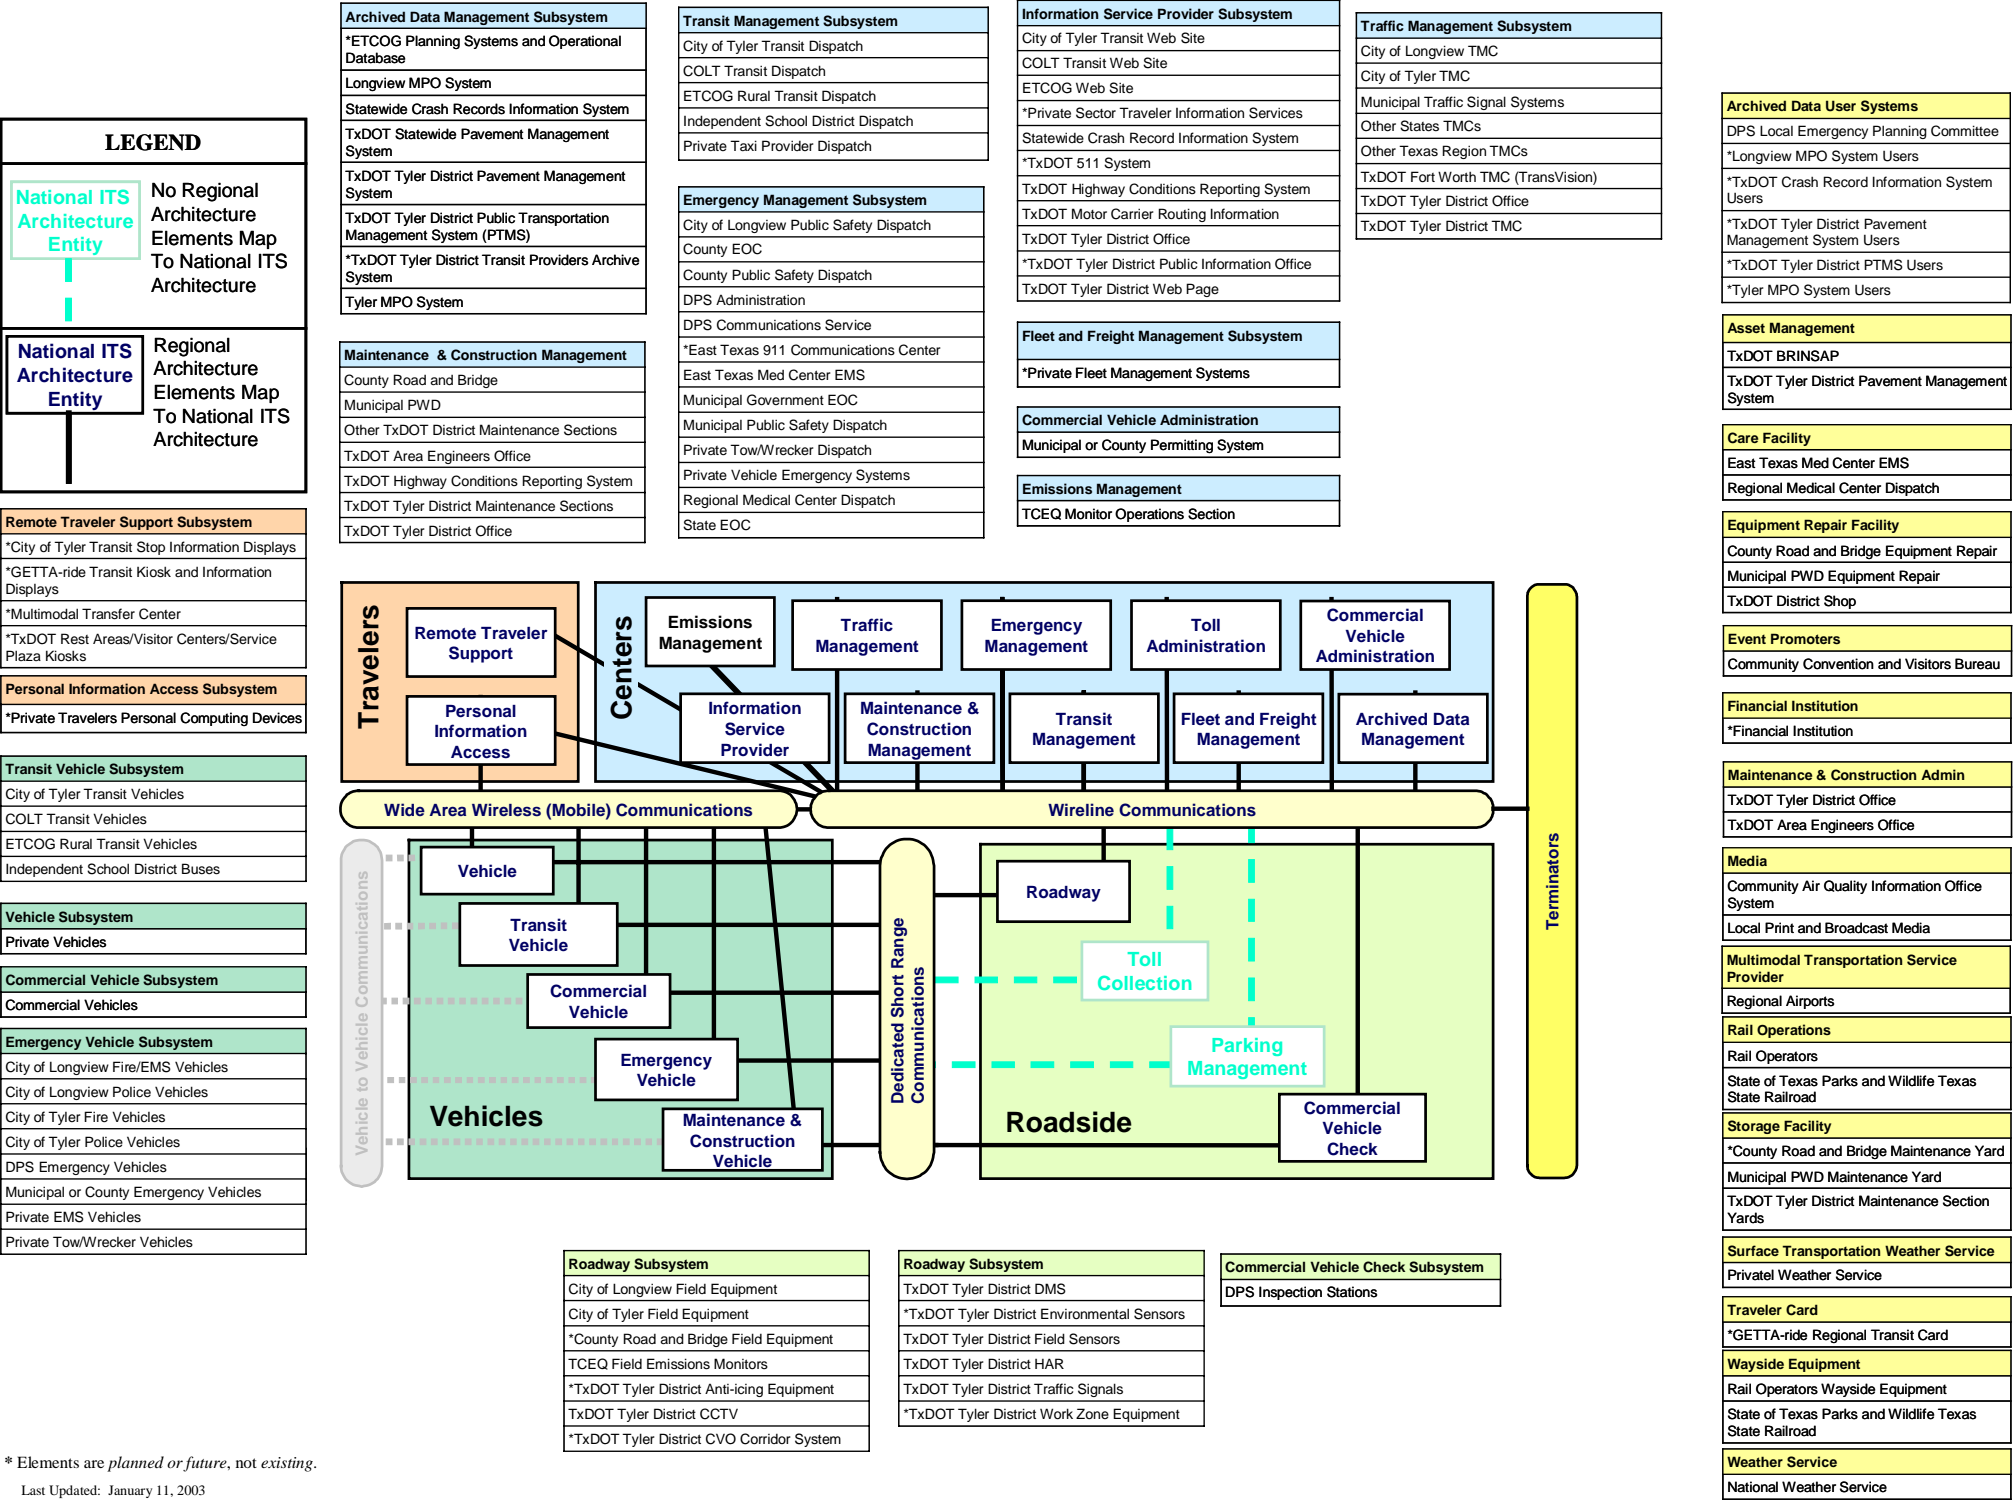 Archived Data Management Subsystem
*ETCOG Planning Systems and Operational
Database
Longview MPO System
Statewide Crash Records Information System
TxDOT Statewide Pavement Management
System
TxDOT Tyler District Pavement Management
System
TxDOT Tyler District Public Transportation
Management System (PTMS)
*TxDOT Tyler District Transit Providers Archive
System
Tyler MPO System
Maintenance & Construction Management
County Road and Bridge
Municipal PWD
Other TxDOT District Maintenance Sections
TxDOT Area Engineers Office
TxDOT Highway Conditions Reporting System
TxDOT Tyler District Maintenance Sections
TxDOT Tyler District Office
Transit Management Subsystem
City of Tyler Transit Dispatch
COLT Transit Dispatch
ETCOG Rural Transit Dispatch
Independent School District Dispatch
Private Taxi Provider Dispatch
Emergency Management Subsystem
City of Longview Public Safety Dispatch
County EOC
County Public Safety Dispatch
DPS Administration
DPS Communications Service
*East Texas 911 Communications Center
East Texas Med Center EMS
Municipal Government EOC
Municipal Public Safety Dispatch
Private Tow/Wrecker Dispatch
Private Vehicle Emergency Systems
Regional Medical Center Dispatch
State EOC
Information Service Provider Subsystem
City of Tyler Transit Web Site
COLT Transit Web Site
ETCOG Web Site
*Private Sector Traveler Information Services
Statewide Crash Record Information System
*TxDOT 511 System
TxDOT Highway Conditions Reporting System
TxDOT Motor Carrier Routing Information
TxDOT Tyler District Office
*TxDOT Tyler District Public Information Office
TxDOT Tyler District Web Page
Fleet and Freight Management Subsystem
*Private Fleet Management Systems
Commercial Vehicle Administration
Municipal or County Permitting System
Emissions Management
TCEQ Monitor Operations Section
Traffic Management Subsystem
City of Longview TMC
City of Tyler TMC
Municipal Traffic Signal Systems
Other States TMCs
Other Texas Region TMCs
TxDOT Fort Worth TMC (TransVision)
TxDOT Tyler District Office
TxDOT Tyler District TMC
LEGEND
National ITS
Architecture
Entity
No Regional
Architecture
Elements Map
To National ITS
Architecture
National ITS
Architecture
Entity
Regional
Architecture
Elements Map
To National ITS
Architecture
Remote Traveler Support Subsystem
*City of Tyler Transit Stop Information Displays
*GETTA-ride Transit Kiosk and Information
Displays
*Multimodal Transfer Center
*TxDOT Rest Areas/Visitor Centers/Service
Plaza Kiosks
Personal Information Access Subsystem
*Private Travelers Personal Computing Devices
Transit Vehicle Subsystem
City of Tyler Transit Vehicles
COLT Transit Vehicles
ETCOG Rural Transit Vehicles
Independent School District Buses
Vehicle Subsystem
Private Vehicles
Commercial Vehicle Subsystem
Commercial Vehicles
Emergency Vehicle Subsystem
City of Longview Fire/EMS Vehicles
City of Longview Police Vehicles
City of Tyler Fire Vehicles
City of Tyler Police Vehicles
DPS Emergency Vehicles
Municipal or County Emergency Vehicles
Private EMS Vehicles
Private Tow/Wrecker Vehicles
Travelers
Remote Traveler
Support
Personal
Information
Access
Centers
Emissions
Management
Traffic
Management
Emergency
Management
Toll
Administration
Commercial
Vehicle
Administration
Information
Service
Provider
Maintenance &
Construction
Management
Transit
Management
Fleet and Freight
Management
Archived Data
Management
Wide Area Wireless (Mobile) Communications
Wireline Communications
Terminators
Vehicle to Vehicle Communications
Vehicle
Transit
Vehicle
Commercial
Vehicle
Emergency
Vehicle
Maintenance &
Construction
Vehicle
Vehicles
Dedicated Short Range
Communications
Roadway
Toll
Collection
Parking
Management
Commercial
Vehicle
Check
Roadside
Roadway Subsystem
City of Longview Field Equipment
City of Tyler Field Equipment
*County Road and Bridge Field Equipment
TCEQ Field Emissions Monitors
*TxDOT Tyler District Anti-icing Equipment
TxDOT Tyler District CCTV
*TxDOT Tyler District CVO Corridor System
Roadway Subsystem
TxDOT Tyler District DMS
*TxDOT Tyler District Environmental Sensors
TxDOT Tyler District Field Sensors
TxDOT Tyler District HAR
TxDOT Tyler District Traffic Signals
*TxDOT Tyler District Work Zone Equipment
Commercial Vehicle Check Subsystem
DPS Inspection Stations
Archived Data User Systems
DPS Local Emergency Planning Committee
*Longview MPO System Users
*TxDOT Crash Record Information System
Users
*TxDOT Tyler District Pavement
Management System Users
*TxDOT Tyler District PTMS Users
*Tyler MPO System Users
Asset Management
TxDOT BRINSAP
TxDOT Tyler District Pavement Management
System
Care Facility
East Texas Med Center EMS
Regional Medical Center Dispatch
Equipment Repair Facility
County Road and Bridge Equipment Repair
Municipal PWD Equipment Repair
TxDOT District Shop
Event Promoters
Community Convention and Visitors Bureau
Financial Institution
*Financial Institution
Maintenance & Construction Admin
TxDOT Tyler District Office
TxDOT Area Engineers Office
Media
Community Air Quality Information Office
System
Local Print and Broadcast Media
Multimodal Transportation Service
Provider
Regional Airports
Rail Operations
Rail Operators
State of Texas Parks and Wildlife Texas
State Railroad
Storage Facility
*County Road and Bridge Maintenance Yard
Municipal PWD Maintenance Yard
TxDOT Tyler District Maintenance Section
Yards
Surface Transportation Weather Service
Privatel Weather Service
Traveler Card
*GETTA-ride Regional Transit Card
Wayside Equipment
Rail Operators Wayside Equipment
State of Texas Parks and Wildlife Texas
State Railroad
Weather Service
National Weather Service
* Elements are planned or future, not existing.
Last Updated: January 11, 2003